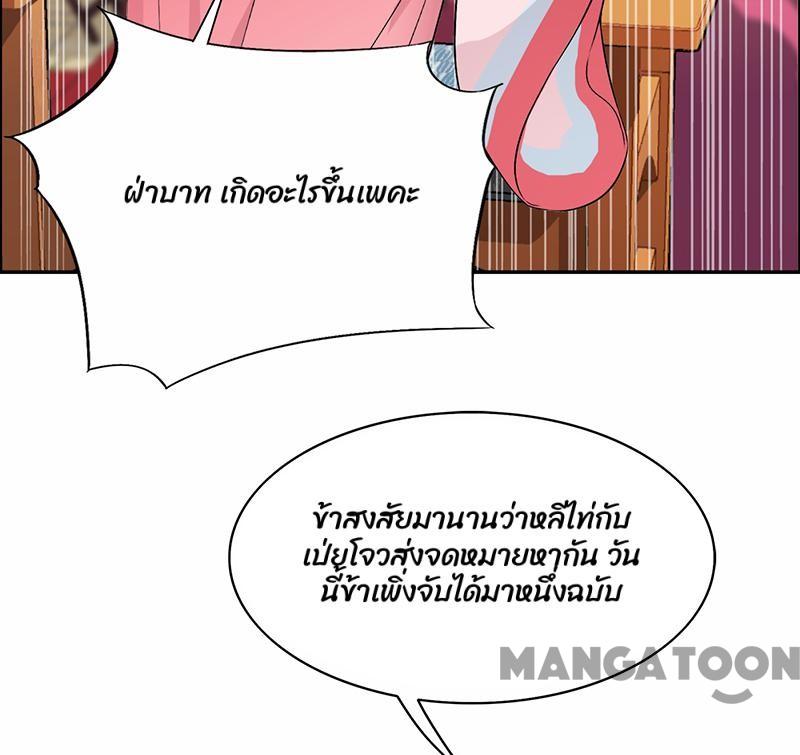 ฝ่าบาท เกิดอะไรขึ้นเพคะ
ข้าสงสัยมานานว่าหลีไท่กับ
เป่ยโจวส่งจดหมายหากัน วัน
นี้ข้าเพิ่งจับได้มาหนึ่งฉบับ
MANGATOON